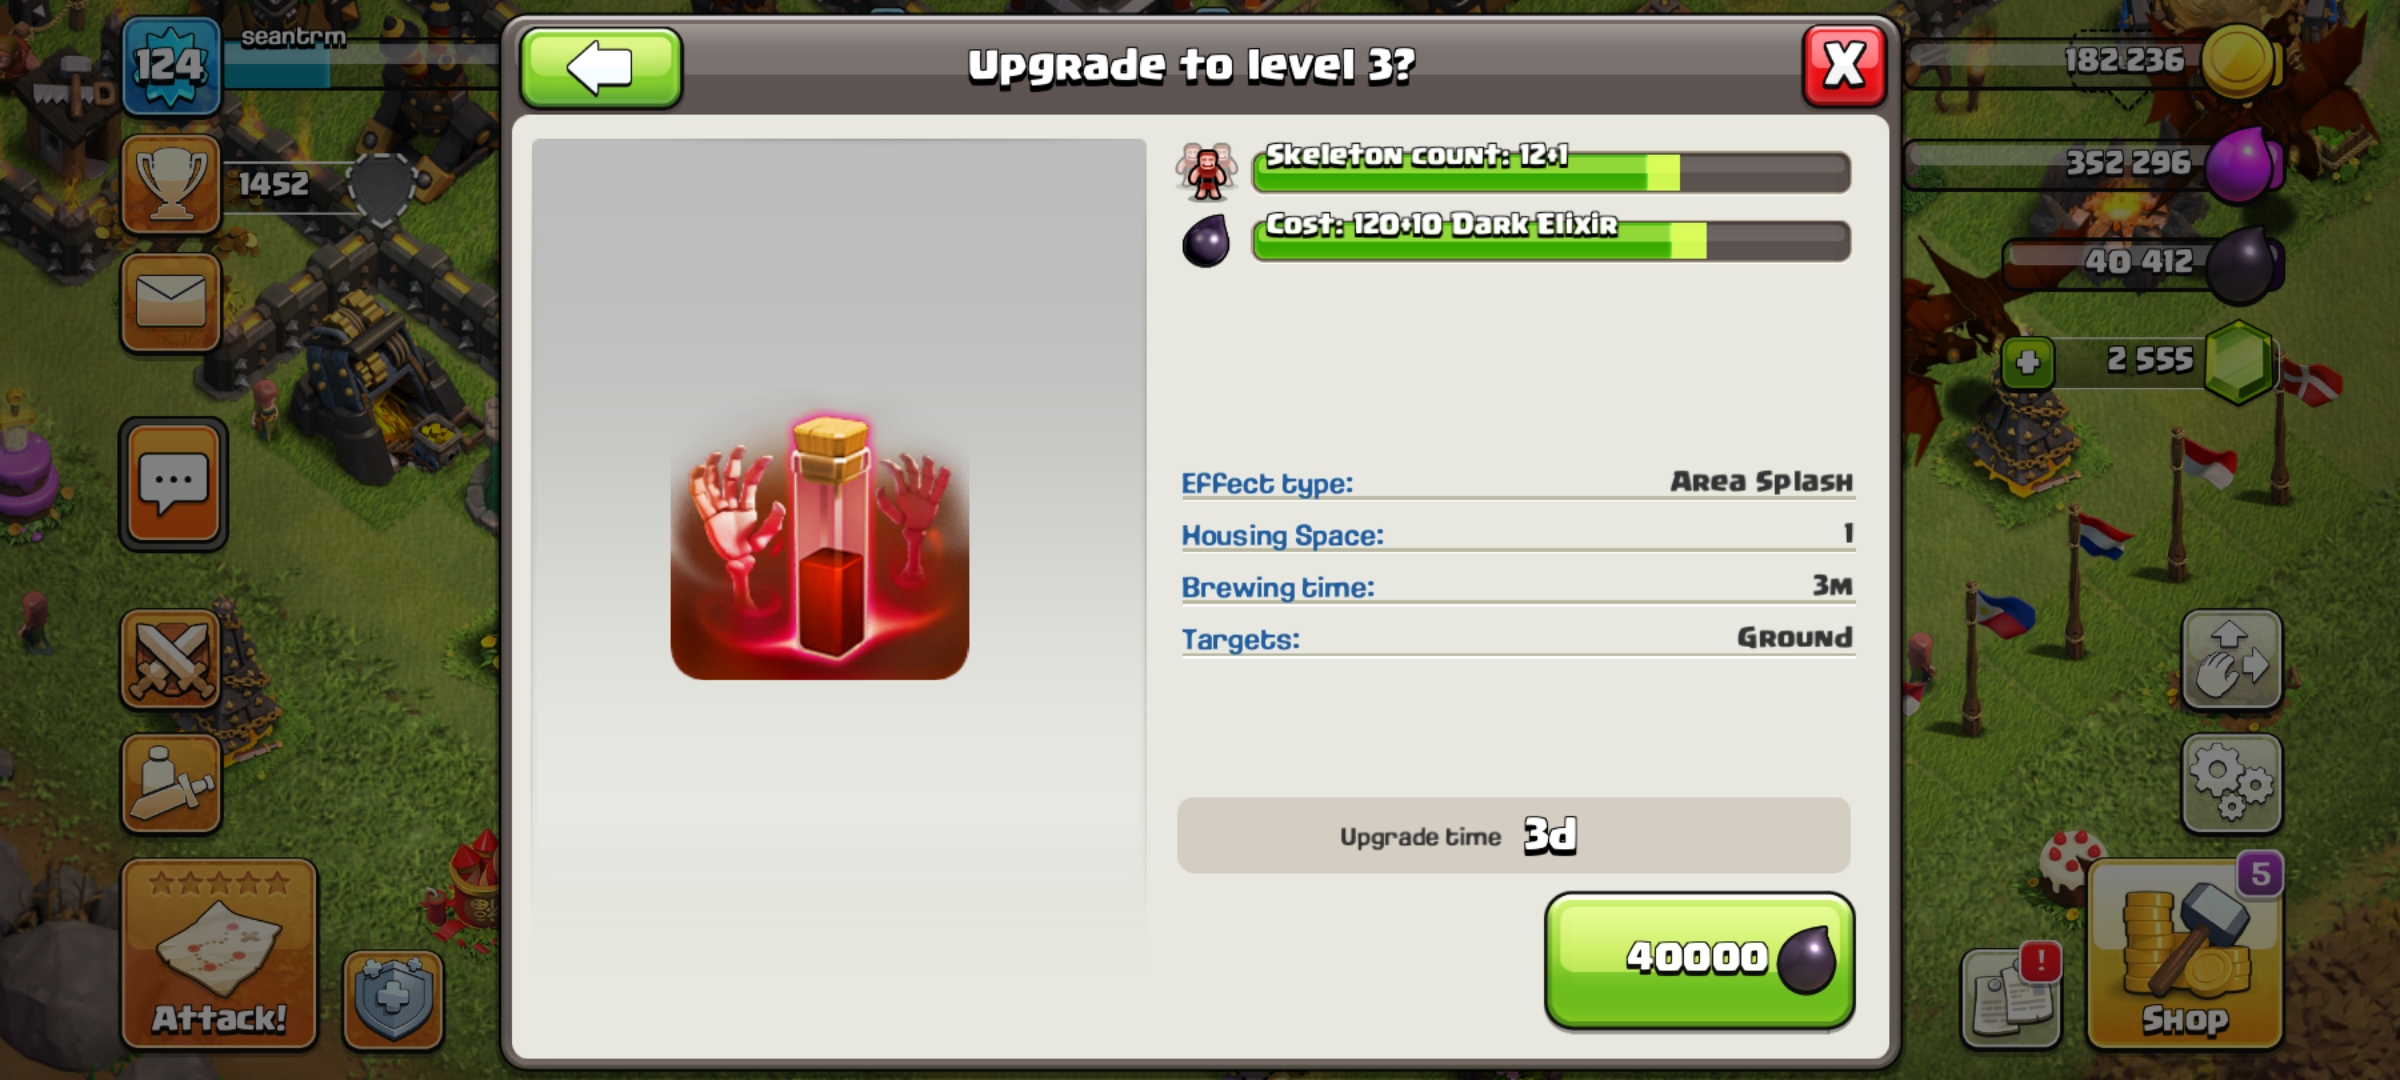 124
seantrm
Upgrade to level 3?
X
182 236
1452
Skeleton count: 12+1
352 296
Cost: 120+10 Dark Elixir
40 412
2 555
Effect type: Area Splash
Housing Space: 1
Brewing time: 3m
Targets: Ground
Upgrade time 3d
5
40000
!
Attack!
Shop